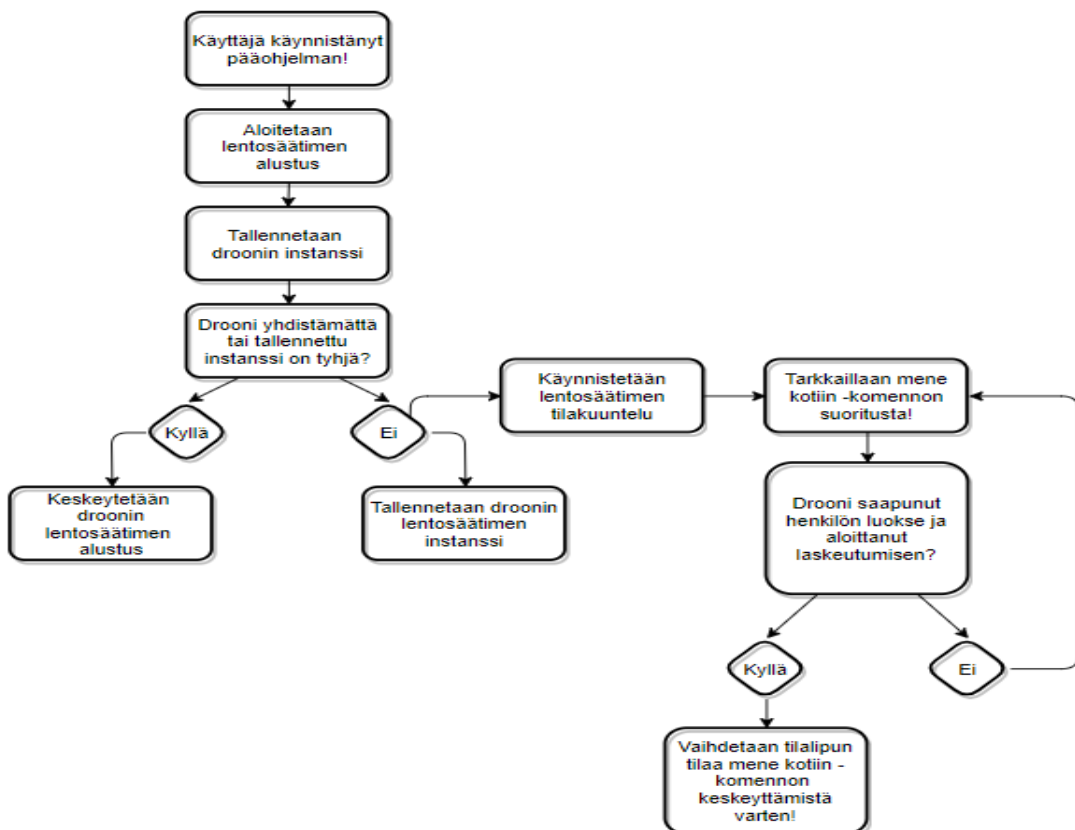 Käyttäjä käynnistänyt
pääohjelman!
Aloitetaan
lentosäätimen
alustus
Tallennetaan
droonin instanssi
Drooni yhdistämättä
tai tallennettu
instanssi on tyhjä?
Kyllä
Ei
Keskeytetään
droonin
lentosäätimen
alustus
Tallennetaan droonin
lentosäätimen
instanssi
Käynnistetään
lentosäätimen
tilakuuntelu
Tarkkaillaan mene
kotiin -komennon
suoritusta!
Drooni saapunut
henkilön luokse ja
aloittanut
laskeutumisen?
Kyllä
Ei
Vaihdetaan tilalipun
tilaa mene kotiin -
komennon
keskeyttämistä
varten!